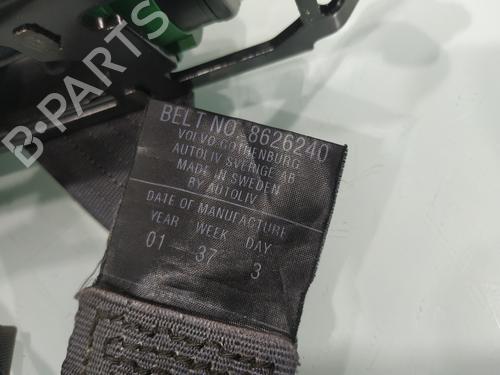 B-PARTS
BELT NO. 8626240
VOLVO GOTHENBURG
AUTOLIV SVERIGE AB
MADE IN SWEDEN
BY AUTOLIV
DATE OF MANUFACTURE
YEAR WEEK DAY
01 - 37 3